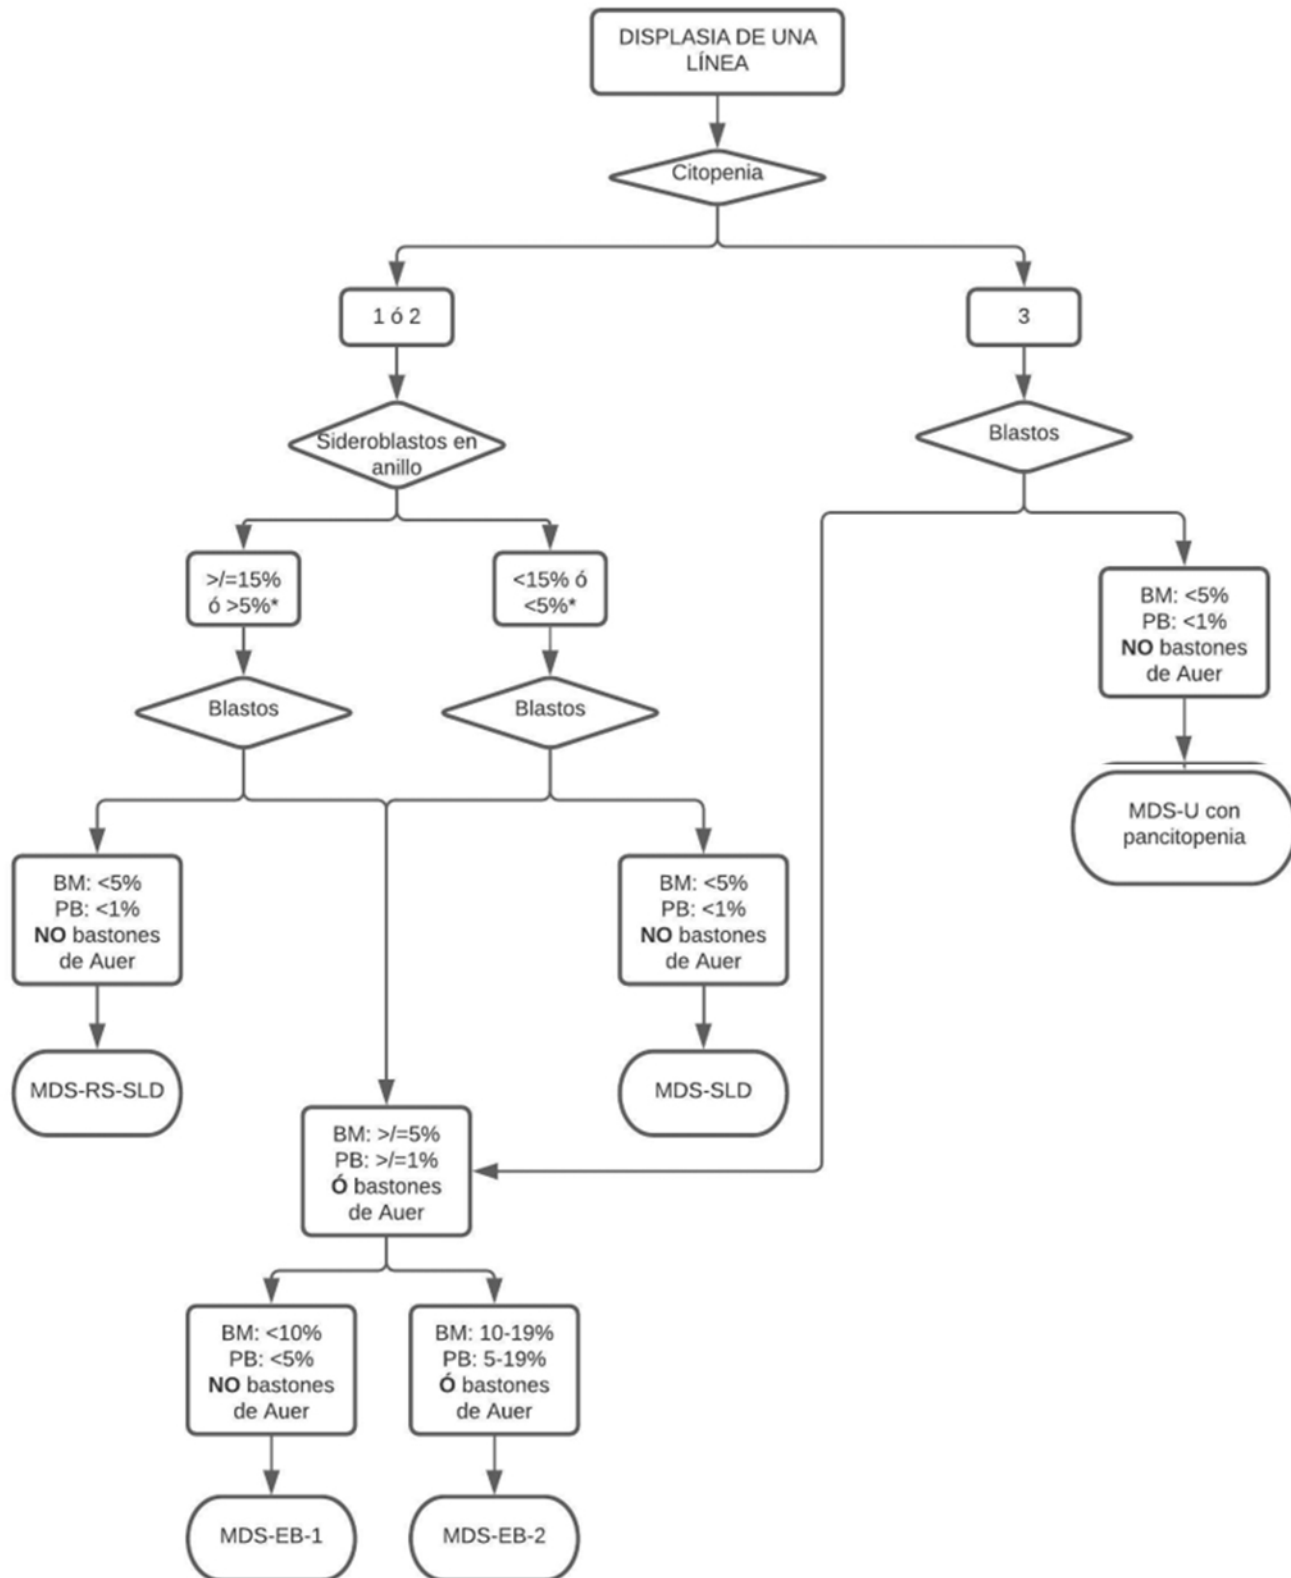 DISPLASIA DE UNA
LÍNEA
Citopenia
1 ó 2
3
Sideroblastos en
anillo
Blastos
>/=15%
ó >5%*
<15% ó
<5%*
BM: <5%
PB: <1%
NO bastones
de Auer
Blastos
Blastos
MDS-U con
pancitopenia
BM: <5%
PB: <1%
NO bastones
de Auer
BM: <5%
PB: <1%
NO bastones
de Auer
MDS-RS-SLD
MDS-SLD
BM: >/=5%
PB: >/=1%
Ó bastones
de Auer
BM: <10%
PB: <5%
NO bastones
de Auer
BM: 10-19%
PB: 5-19%
Ó bastones
de Auer
MDS-EB-1
MDS-EB-2